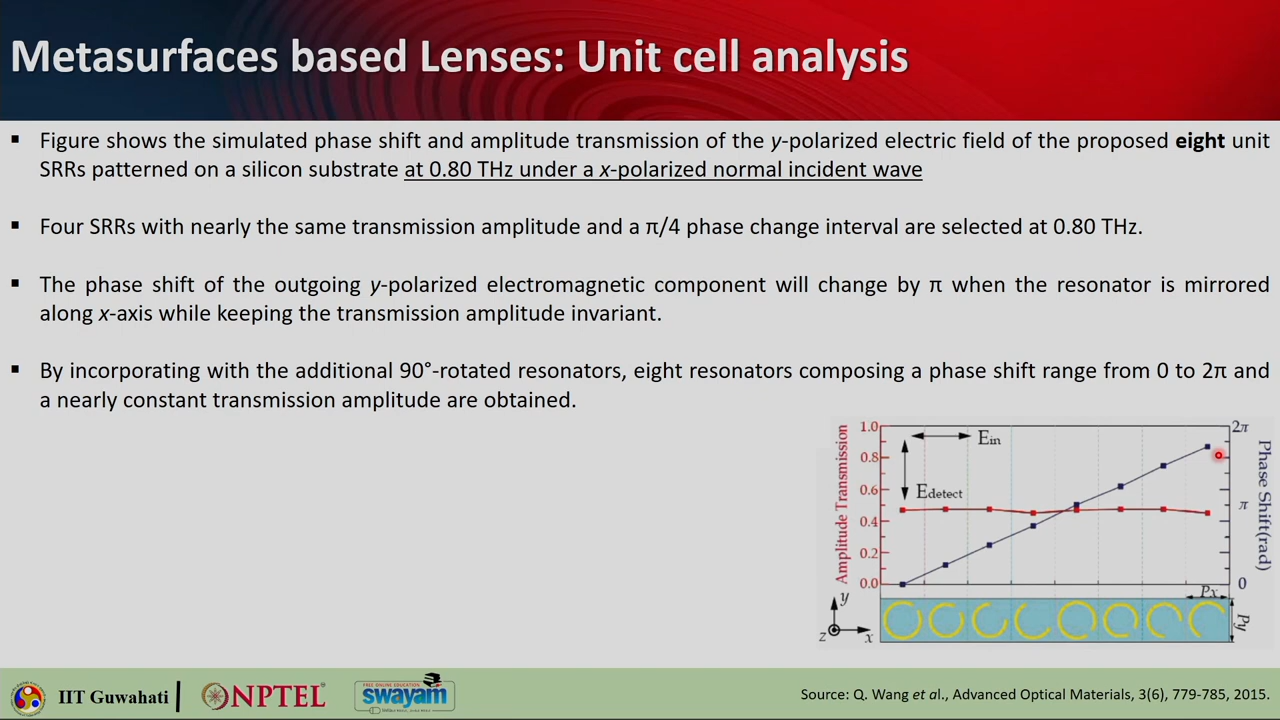 Metasurfaces based Lenses: Unit cell analysis
▪ Figure shows the simulated phase shift and amplitude transmission of the y-polarized electric field of the proposed eight unit
SRRs patterned on a silicon substrate at 0.80 THz under a x-polarized normal incident wave
▪ Four SRRs with nearly the same transmission amplitude and a π/4 phase change interval are selected at 0.80 THz.
▪ The phase shift of the outgoing y-polarized electromagnetic component will change by π when the resonator is mirrored
along x-axis while keeping the transmission amplitude invariant.
▪ By incorporating with the additional 90°-rotated resonators, eight resonators composing a phase shift range from 0 to 2π and
a nearly constant transmission amplitude are obtained.
Amplitude Transmission
1.0
0.8
0.6
0.4
0.2
0.0
Ein
Edetect
2π
π
0
Phase Shift(rad)
Px
Py
y
z
x
IIT Guwahati
NPTEL
FREE ONLINE EDUCATION
swayam
Source: Q. Wang et al., Advanced Optical Materials, 3(6), 779-785, 2015.